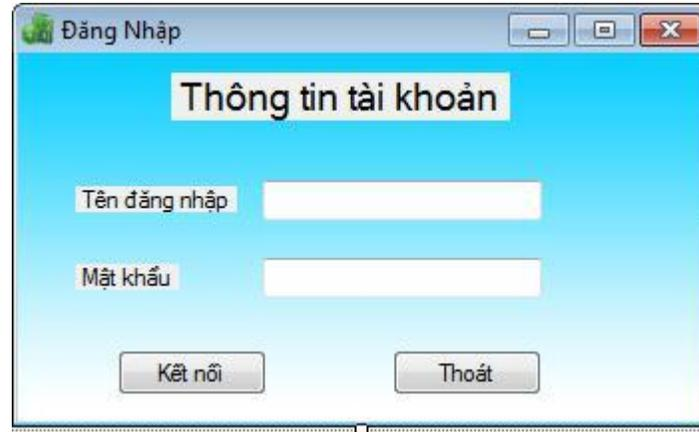 Đăng Nhập
Thông tin tài khoản
Tên đăng nhập
Mật khẩu
Kết nối
Thoát